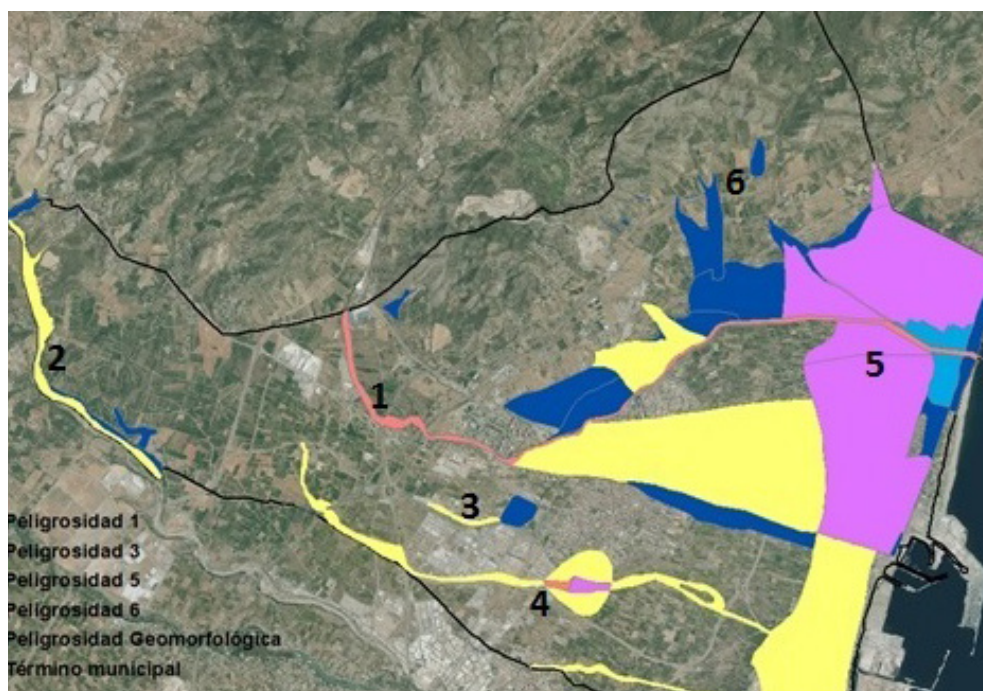 6
5
2
1
3
4
Peligrosidad 1
Peligrosidad 3
Peligrosidad 5
Peligrosidad 6
Peligrosidad Geomorfológica
Término municipal